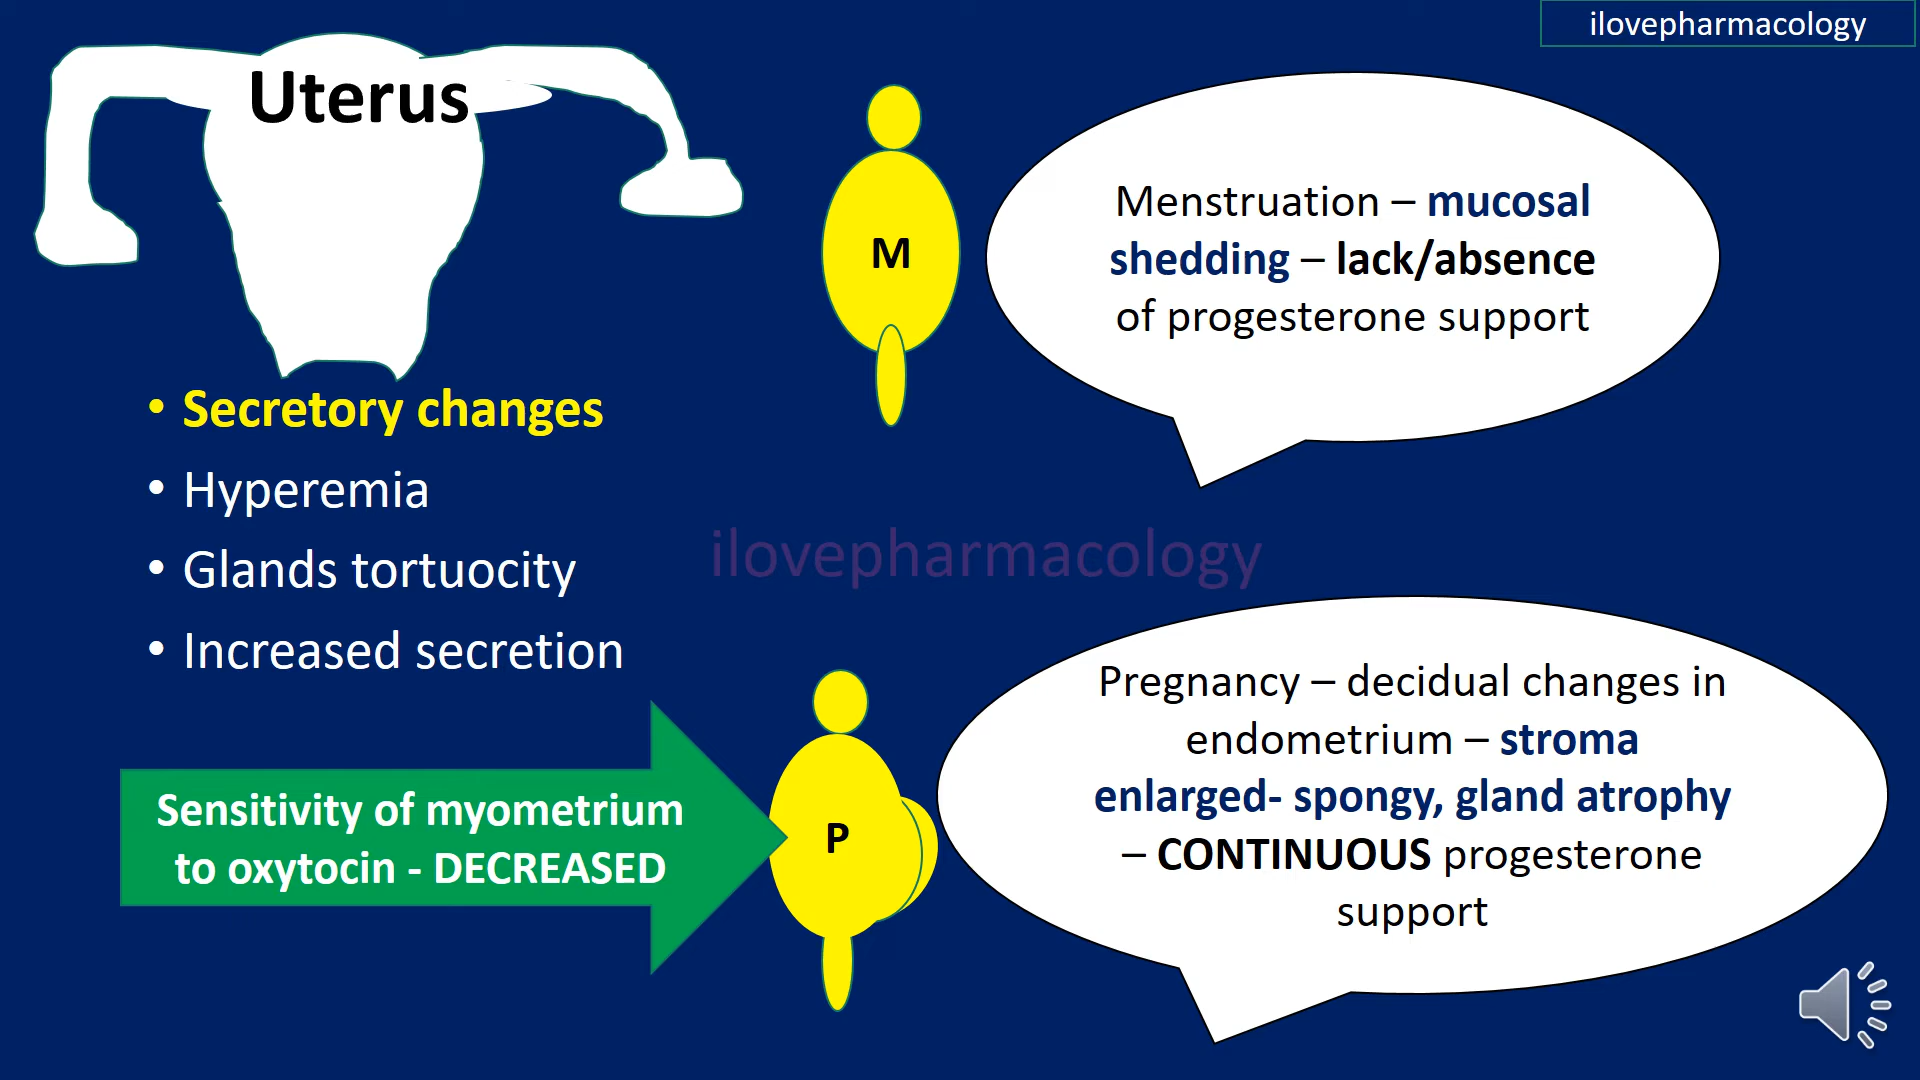 ilovepharmacology
Uterus
• Secretory changes
• Hyperemia
• Glands tortuocity
• Increased secretion
Sensitivity of myometrium
to oxytocin - DECREASED
M
Menstruation – mucosal
shedding – lack/absence
of progesterone support
ilovepharmacology
P
Pregnancy – decidual changes in
endometrium – stroma
enlarged- spongy, gland atrophy
– CONTINUOUS progesterone
support